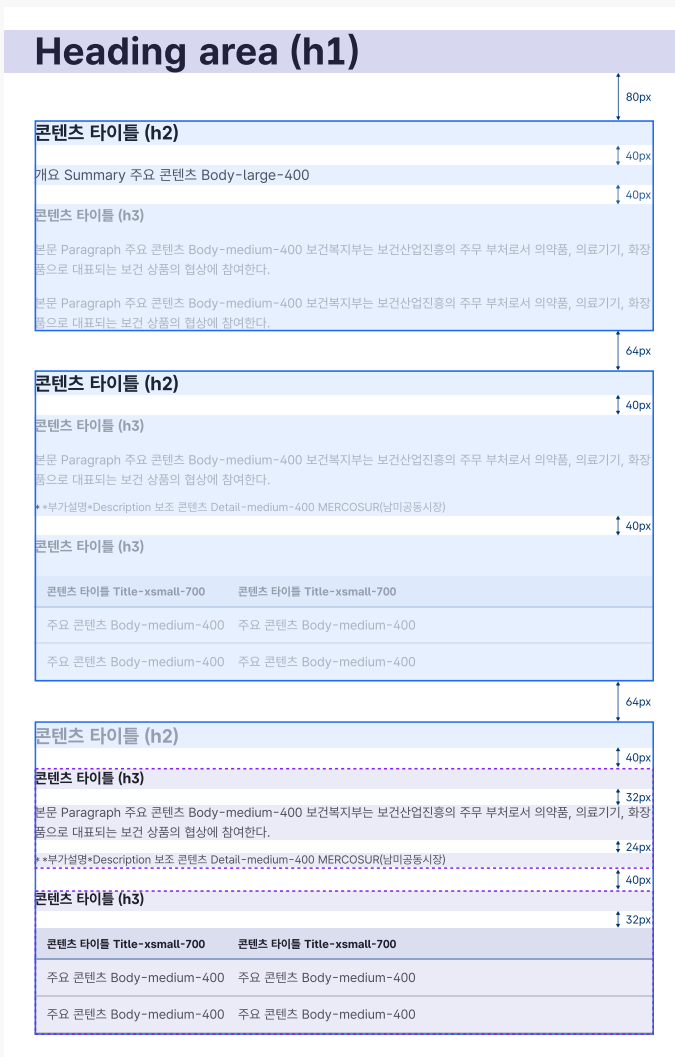 Heading area (h1)
80px
콘텐츠 타이틀 (h2)
40px
개요 Summary 주요 콘텐츠 Body-large-400
40px
콘텐츠 타이틀 (h3)
본문 Paragraph 주요 콘텐츠 Body-medium-400 보건복지부는 보건산업진흥의 주무 부처로서 의약품, 의료기기, 화장
품으로 대표되는 보건 상품의 협상에 참여한다.
본문 Paragraph 주요 콘텐츠 Body-medium-400 보건복지부는 보건산업진흥의 주무 부처로서 의약품, 의료기기, 화장
품으로 대표되는 보건 상품의 협상에 참여한다.
64px
콘텐츠 타이틀 (h2)
40px
콘텐츠 타이틀 (h3)
본문 Paragraph 주요 콘텐츠 Body-medium-400 보건복지부는 보건산업진흥의 주무 부처로서 의약품, 의료기기, 화장
품으로 대표되는 보건 상품의 협상에 참여한다.
* *부가설명*Description 보조 콘텐츠 Detail-medium-400 MERCOSUR(남미공동시장)
40px
콘텐츠 타이틀 (h3)
콘텐츠 타이틀 Title-xsmall-700 콘텐츠 타이틀 Title-xsmall-700
주요 콘텐츠 Body-medium-400 주요 콘텐츠 Body-medium-400
주요 콘텐츠 Body-medium-400 주요 콘텐츠 Body-medium-400
64px
콘텐츠 타이틀 (h2)
40px
콘텐츠 타이틀 (h3)
32px
본문 Paragraph 주요 콘텐츠 Body-medium-400 보건복지부는 보건산업진흥의 주무 부처로서 의약품, 의료기기, 화장
품으로 대표되는 보건 상품의 협상에 참여한다.
24px
* *부가설명*Description 보조 콘텐츠 Detail-medium-400 MERCOSUR(남미공동시장)
40px
콘텐츠 타이틀 (h3)
32px
콘텐츠 타이틀 Title-xsmall-700 콘텐츠 타이틀 Title-xsmall-700
주요 콘텐츠 Body-medium-400 주요 콘텐츠 Body-medium-400
주요 콘텐츠 Body-medium-400 주요 콘텐츠 Body-medium-400